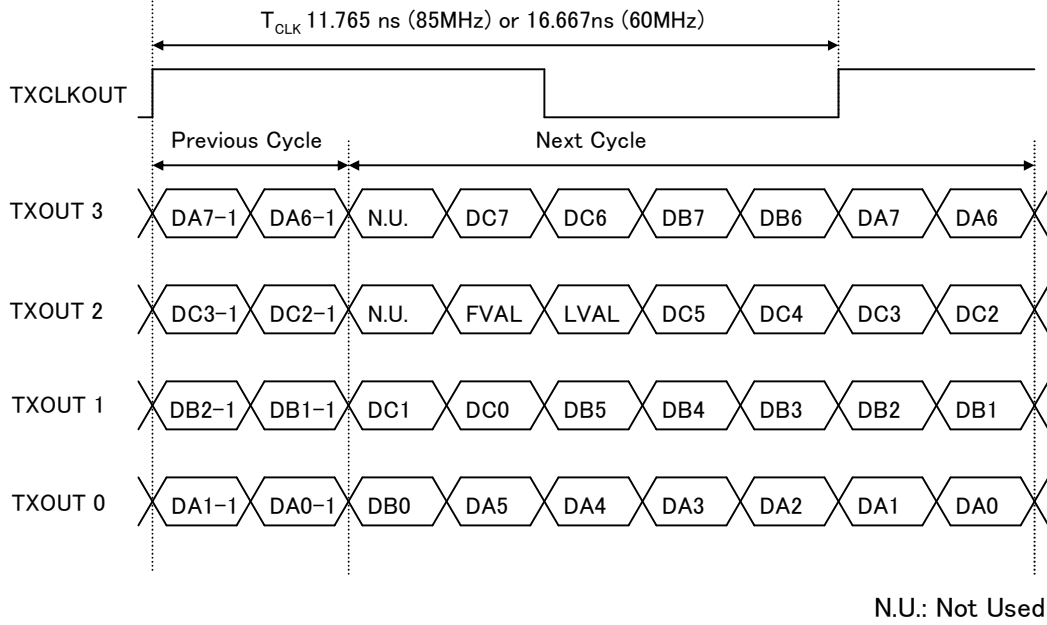 TCLK 11.765 ns (85MHz) or 16.667ns (60MHz)
TXCLKOUT
Previous Cycle Next Cycle
TXOUT 3 DA7-1 DA6-1 N.U. DC7 DC6 DB7 DB6 DA7 DA6
TXOUT 2 DC3-1 DC2-1 N.U. FVAL LVAL DC5 DC4 DC3 DC2
TXOUT 1 DB2-1 DB1-1 DC1 DC0 DB5 DB4 DB3 DB2 DB1
TXOUT 0 DA1-1 DA0-1 DB0 DA5 DA4 DA3 DA2 DA1 DA0
N.U.: Not Used